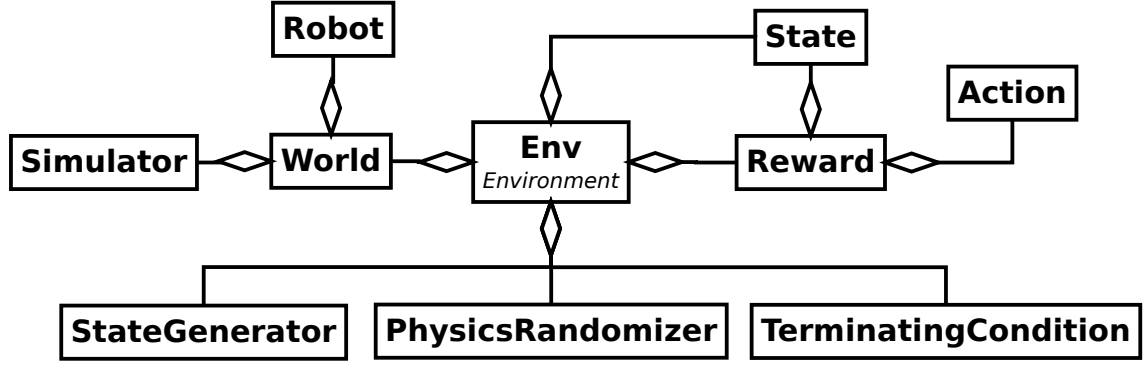 Robot
State
Action
Simulator
World
Env
Environment
Reward
StateGenerator
PhysicsRandomizer
TerminatingCondition